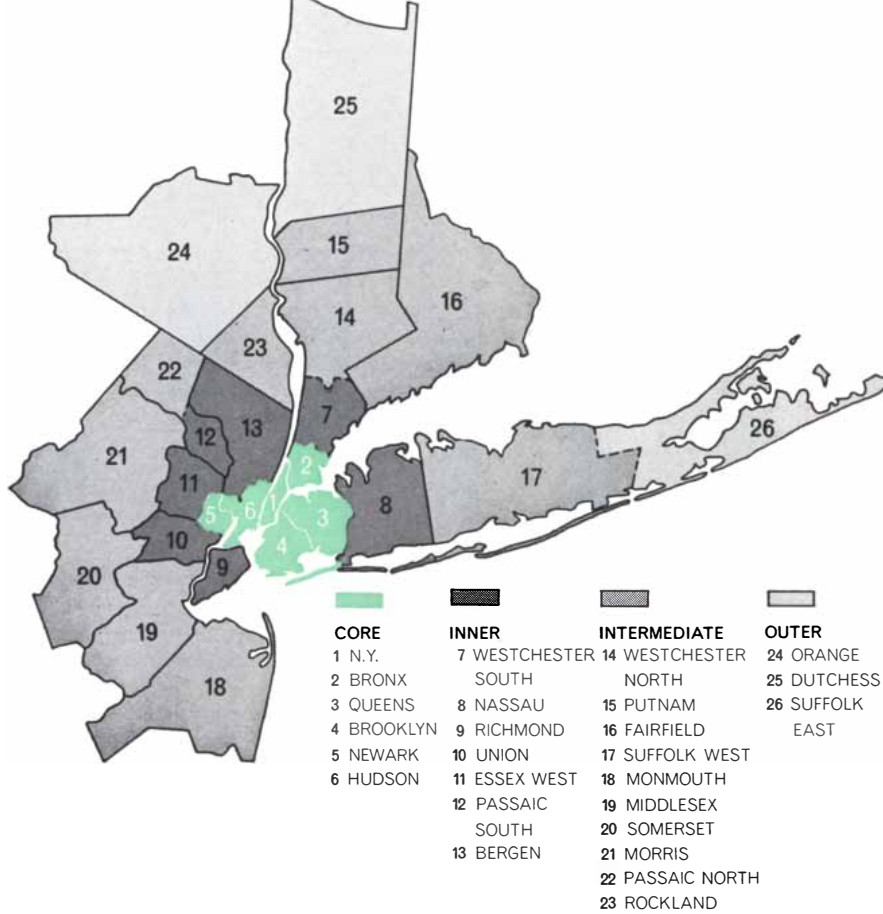 25
24
15
16
14
23
22
13
7
12
21
26
11
2
17
5
6
1
8
3
10
4
9
20
19
18
CORE
1 N.Y.
2 BRONX
3 QUEENS
4 BROOKLYN
5 NEWARK
6 HUDSON
INNER
7 WESTCHESTER
SOUTH
8 NASSAU
9 RICHMOND
10 UNION
11 ESSEX WEST
12 PASSAIC
SOUTH
13 BERGEN
INTERMEDIATE
14 WESTCHESTER
NORTH
15 PUTNAM
16 FAIRFIELD
17 SUFFOLK WEST
18 MONMOUTH
19 MIDDLESEX
20 SOMERSET
21 MORRIS
22 PASSAIC NORTH
23 ROCKLAND
OUTER
24 ORANGE
25 DUTCHESS
26 SUFFOLK
EAST